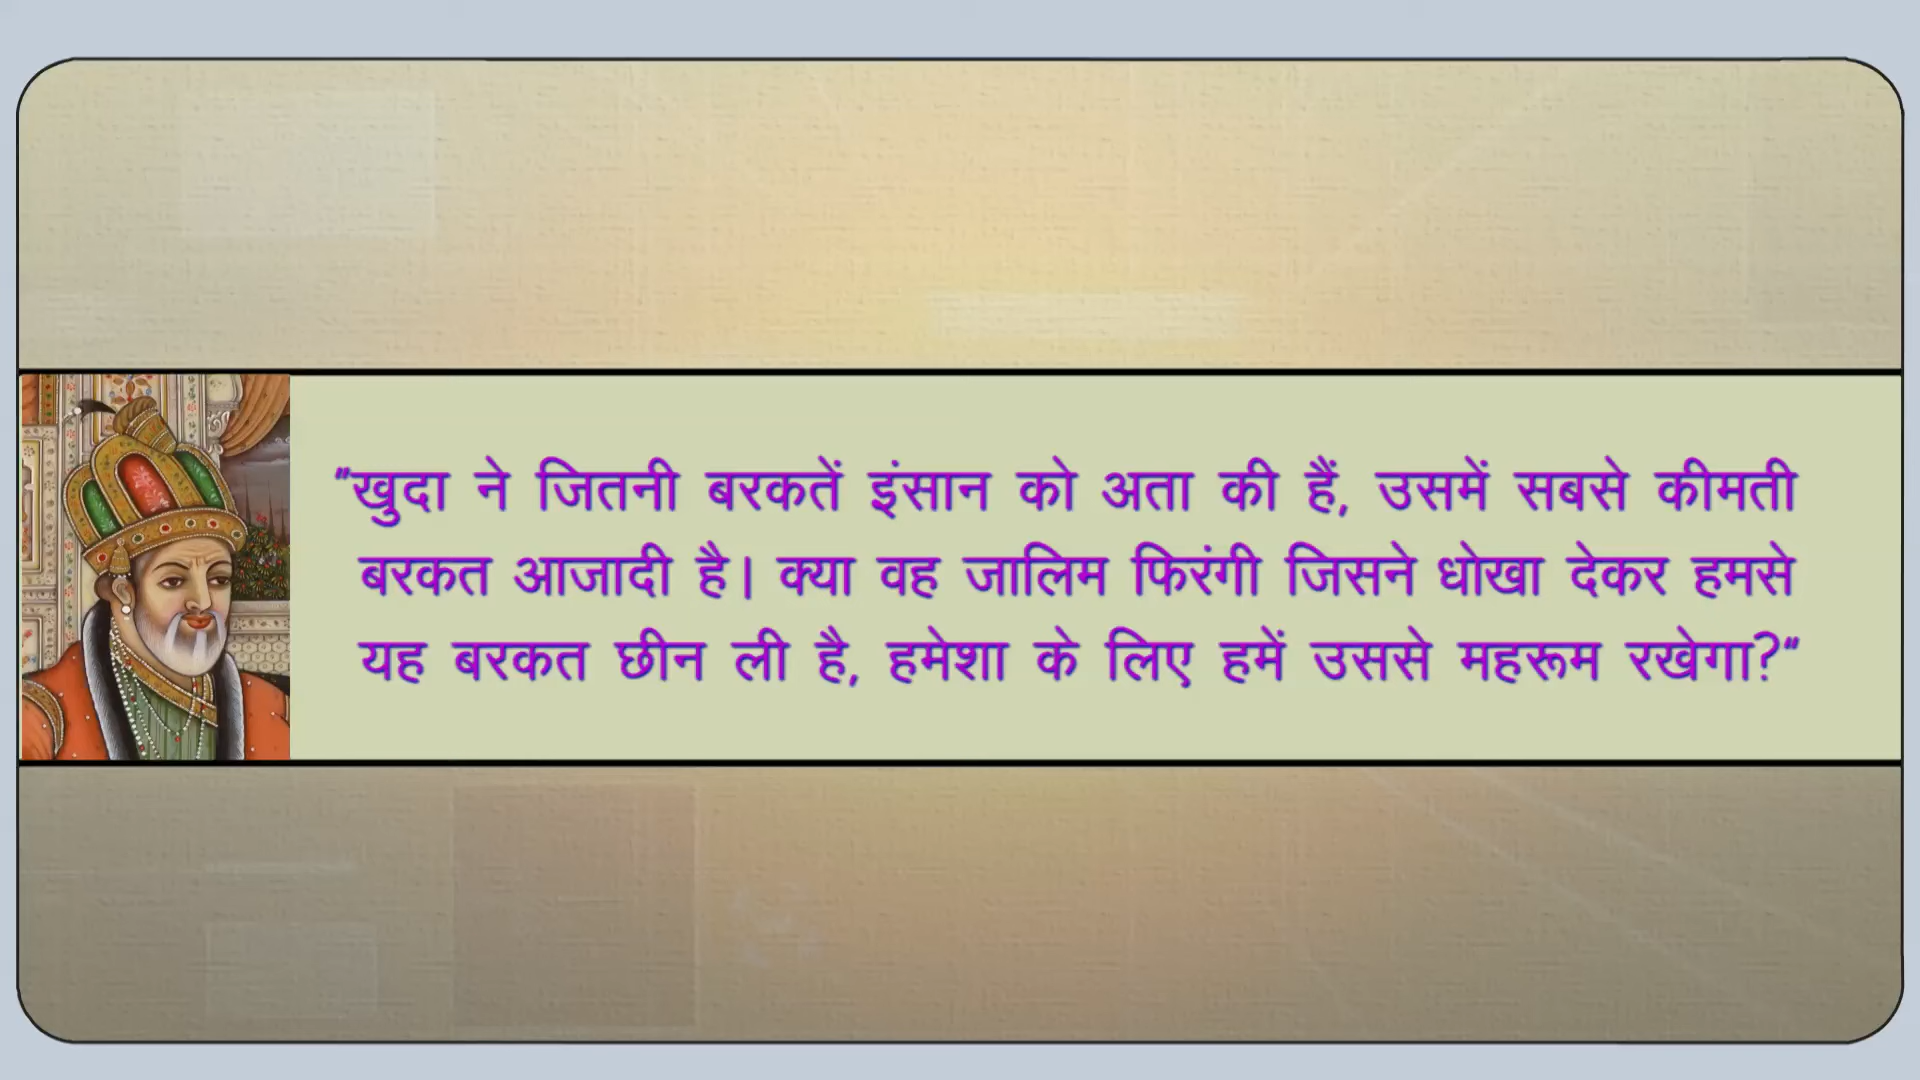 "खुदा ने जितनी बरकतें इंसान को अता की हैं, उसमें सबसे कीमती
बरकत आजादी है। क्या वह जालिम फिरंगी जिसने धोखा देकर हमसे
यह बरकत छीन ली है, हमेशा के लिए हमें उससे महरूम रखेगा?"